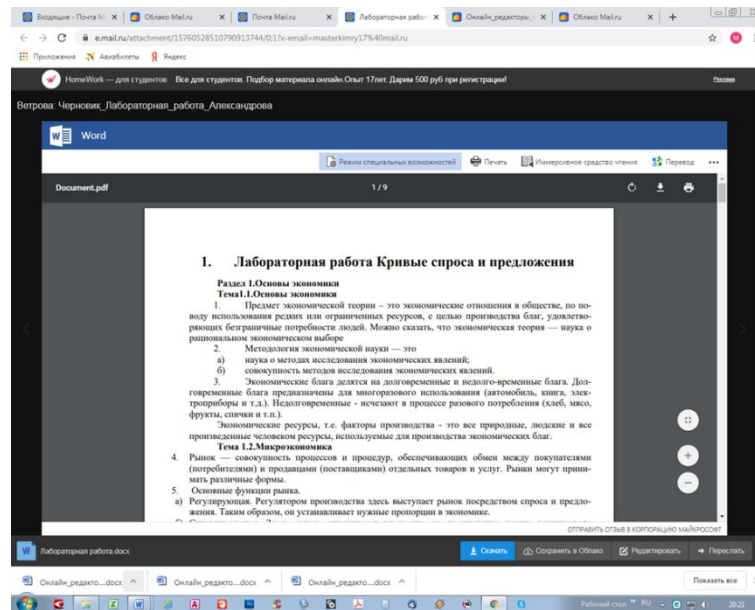 Входящие - Почта M
Облако Mail.ru
Почта Mail.ru
Лабораторная рабо
Онлайн_редакторы_
Облако Mail.ru
e.mail.ru/attachment/15760528510790913744/0:1?x-email=masterkimry17%40mail.ru
Приложения
Авиабилеты
Яндекс
HomeWork — для студентов Все для студентов. Подбор материала онлайн.Опыт 17лет. Дарим 500 руб при регистрации!
Реклама
Ветрова: Черновик_Лабораторная_работа_Александрова
Word
Режим специальных возможностей
Печать
Иммерсивное средство чтения
Перевод
Document.pdf
1 / 9
1. Лабораторная работа Кривые спроса и предложения
Раздел 1.Основы экономики
Тема1.1.Основы экономики
1. Предмет экономической теории – это экономические отношения в обществе, по по-
воду использования редких или ограниченных ресурсов, с целью производства благ, удовлетво-
ряющих безграничные потребности людей. Можно сказать, что экономическая теория — наука о
рациональном экономическом выборе
2. Методология экономической науки — это
а) наука о методах исследования экономических явлений;
б) совокупность методов исследования экономических явлений.
3. Экономические блага делятся на долговременные и недолго-временные блага. Дол-
говременные блага предназначены для многоразового использования (автомобиль, книга, элек-
троприборы и т.д.). Недолговременные - исчезают в процессе разового потребления (хлеб, мясо,
фрукты, спички и т.п.).
Экономические ресурсы, т.е. факторы производства - это все природные, людские и все
произведенные человеком ресурсы, используемые для производства экономических благ.
Тема 1.2.Микроэкономика
4. Рынок — совокупность процессов и процедур, обеспечивающих обмен между покупателями
(потребителями) и продавцами (поставщиками) отдельных товаров и услуг. Рынки могут прини-
мать различные формы.
5. Основные функции рынка.
а) Регулирующая. Регулятором производства здесь выступает рынок посредством спроса и предло-
жения. Таким образом, он устанавливает нужные пропорции в экономике.
ОТПРАВИТЬ ОТЗЫВ В КОРПОРАЦИЮ МАЙКРОСОФТ
Лабораторная работа.docx
Скачать
Сохранить в Облако
Редактировать
Переслать
Онлайн_редакто....docx
Онлайн_редакто....docx
Онлайн_редакто....docx
Показать все
Рабочий стол
RU
20:23